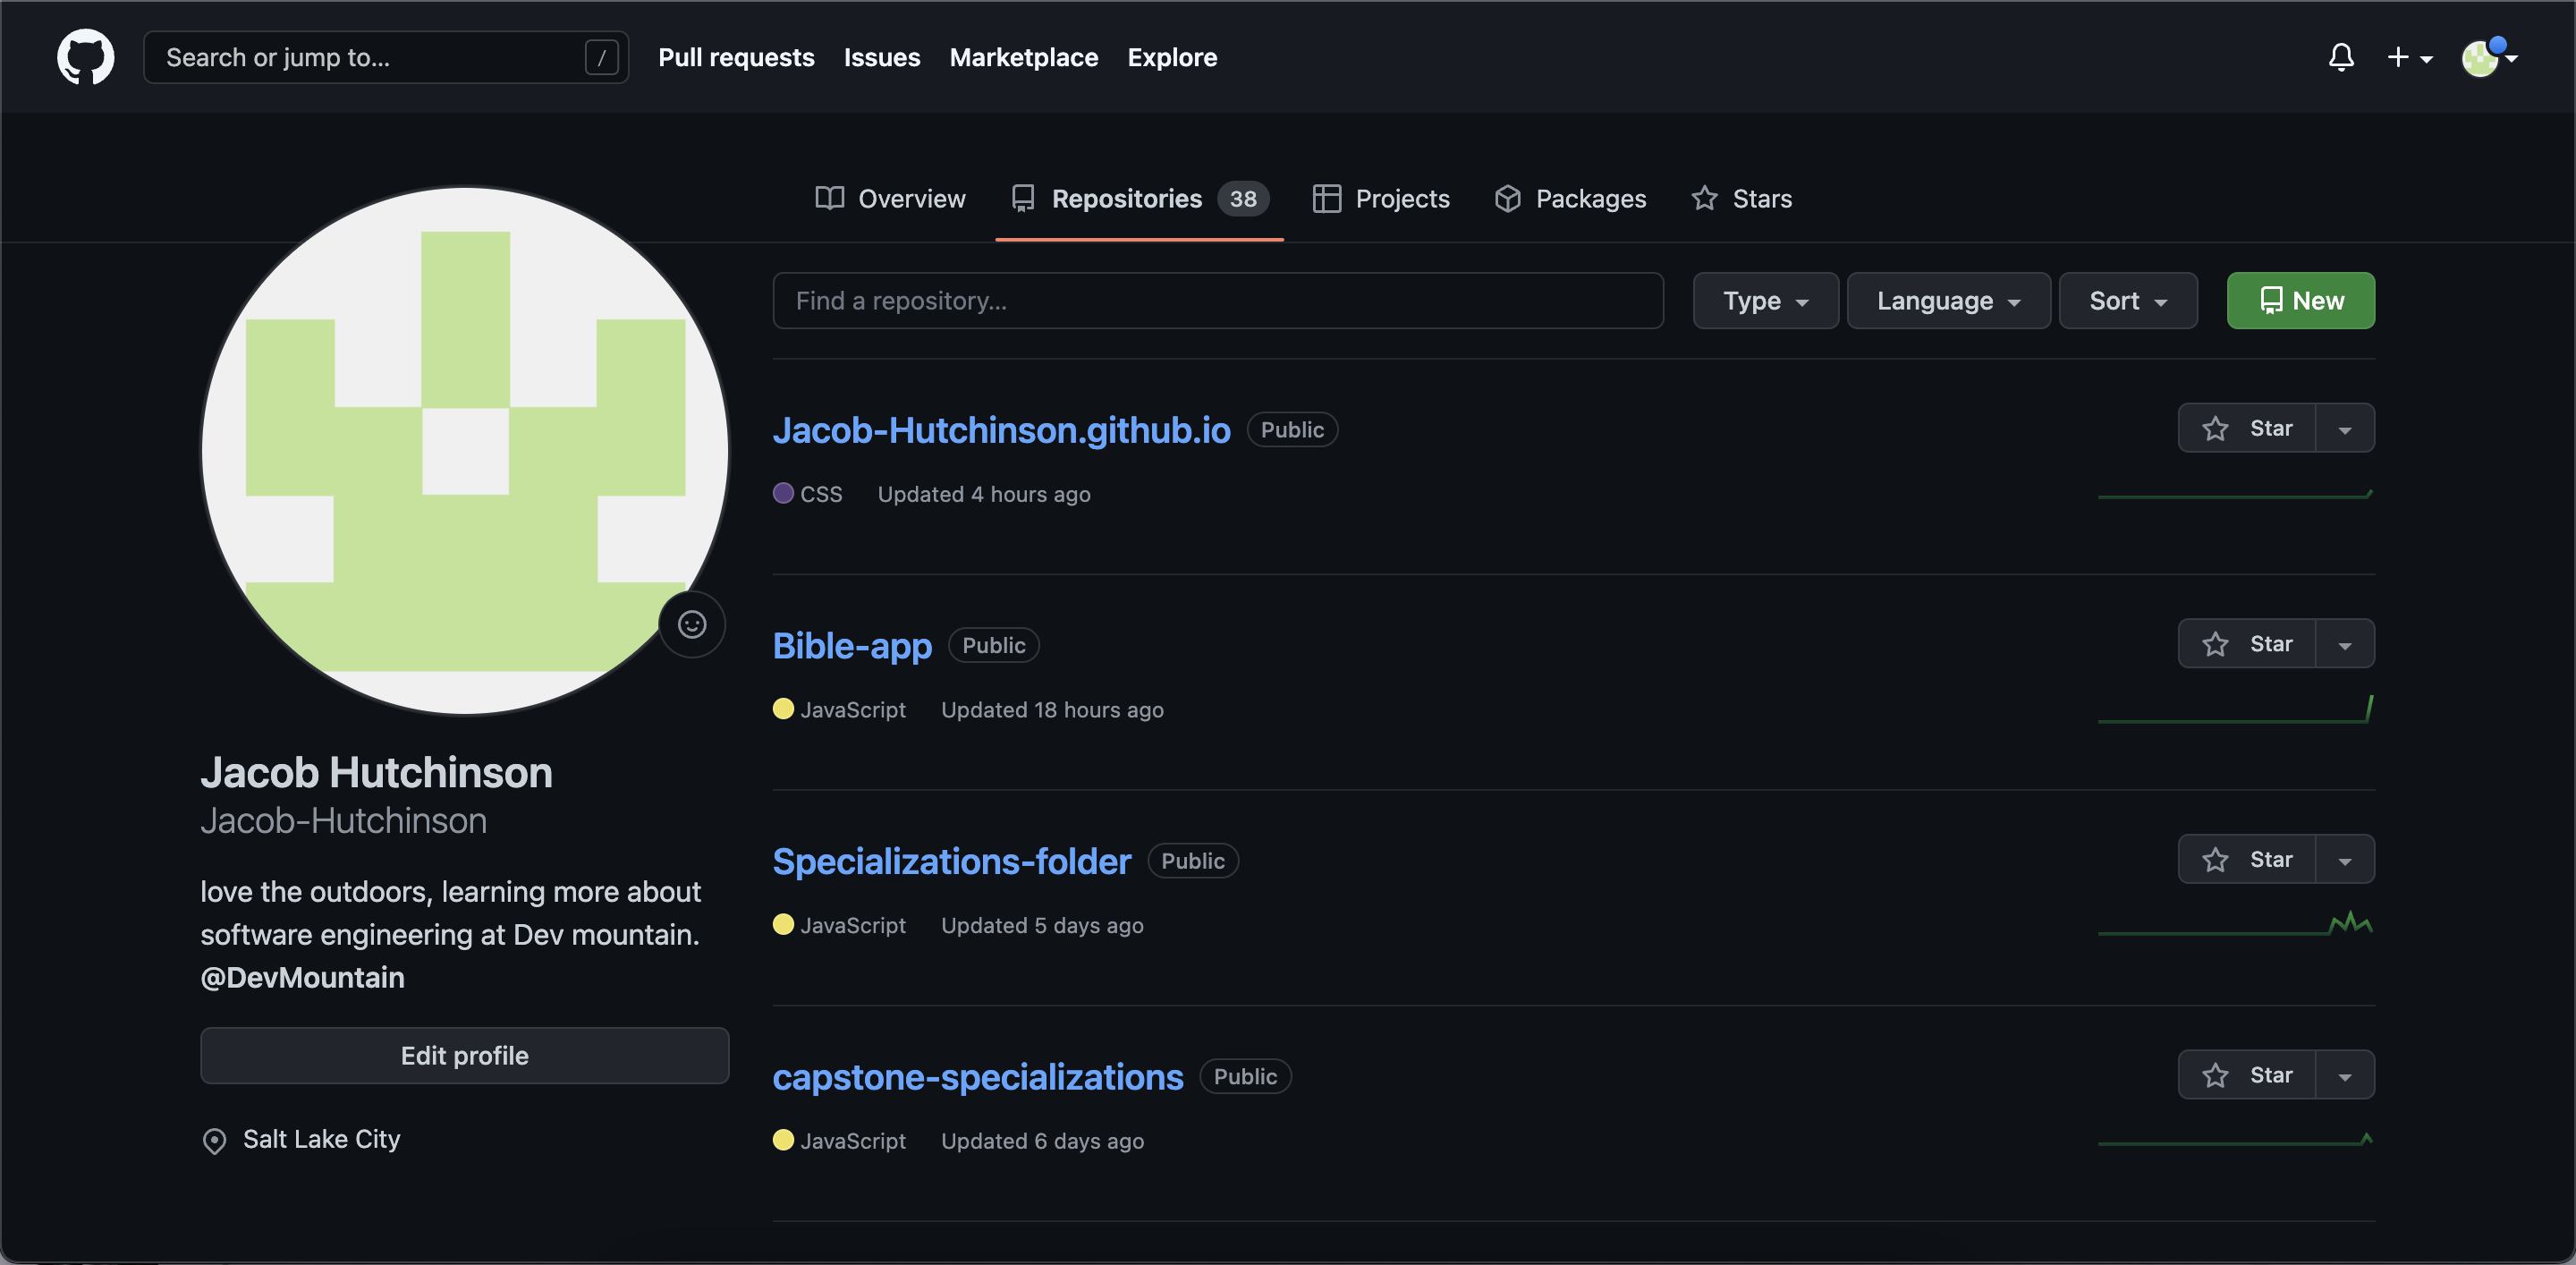 Search or jump to... / Pull requests Issues Marketplace Explore
Overview Repositories 38 Projects Packages Stars
Find a repository... Type Language Sort New
Jacob-Hutchinson.github.io Public Star
CSS Updated 4 hours ago
Bible-app Public Star
JavaScript Updated 18 hours ago
Specializations-folder Public Star
JavaScript Updated 5 days ago
capstone-specializations Public Star
JavaScript Updated 6 days ago
Jacob Hutchinson
Jacob-Hutchinson
love the outdoors, learning more about
software engineering at Dev mountain.
@DevMountain
Edit profile
Salt Lake City